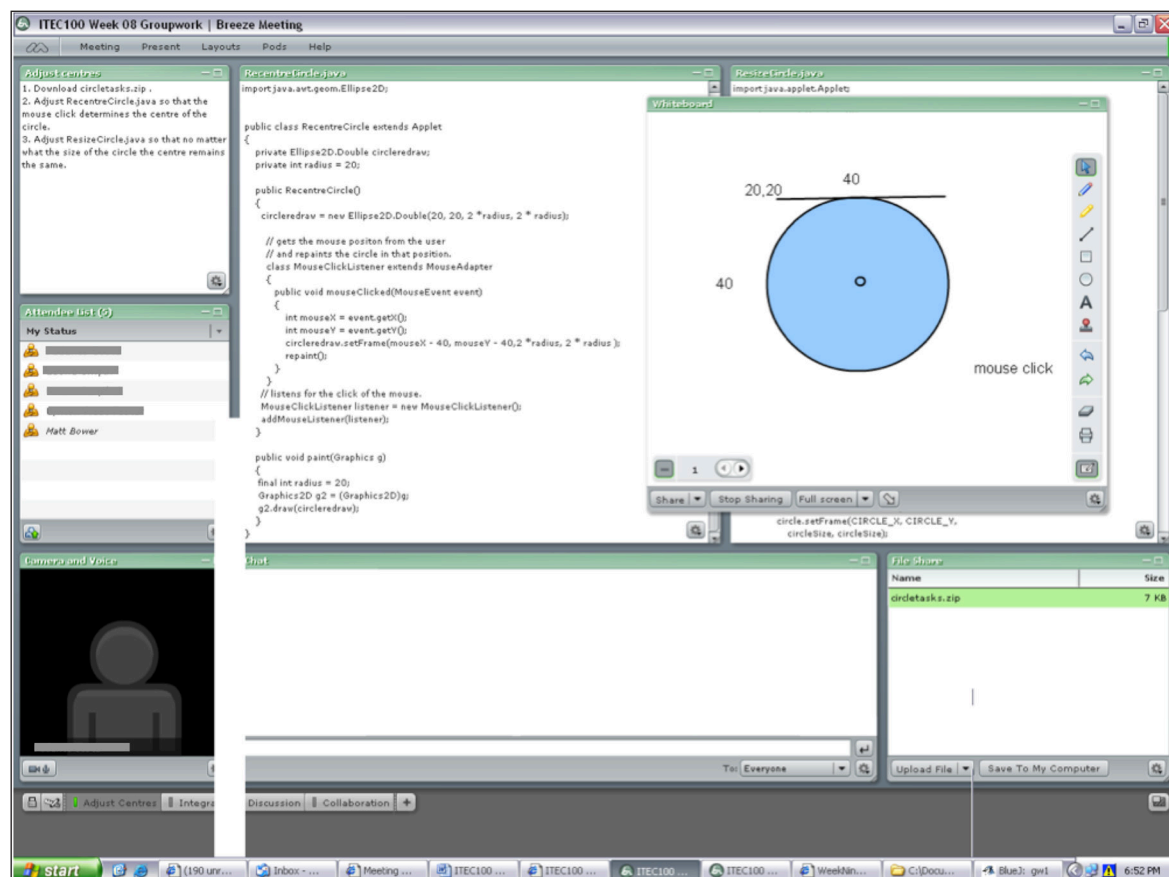 ITEC100 Week 08 Groupwork | Breeze Meeting
Meeting Present Layouts Pods Help
Adjust centres
1. Download circletasks.zip .
2. Adjust RecentreCircle.java so that the
mouse click determines the centre of the
circle.
3. Adjust ResizeCircle.java so that no matter
what the size of the circle the centre remains
the same.
Attendee List (5)
My Status
Matt Bower
RecentreCircle.java
import java.awt.geom.Ellipse2D;
public class RecentreCircle extends Applet
{
private Ellipse2D.Double circleredraw;
private int radius = 20;
public RecentreCircle()
{
circleredraw = new Ellipse2D.Double(20, 20, 2 *radius, 2 * radius);
// gets the mouse positon from the user
// and repaints the circle in that position.
class MouseClickListener extends MouseAdapter
{
public void mouseClicked(MouseEvent event)
{
int mouseX = event.getX();
int mouseY = event.getY();
circleredraw.setFrame(mouseX - 40, mouseY - 40,2 *radius, 2 * radius );
repaint();
}
}
// listens for the click of the mouse.
MouseClickListener listener = new MouseClickListener();
addMouseListener(listener);
}
public void paint(Graphics g)
{
final int radius = 20;
Graphics2D g2 = (Graphics2D)g;
g2.draw(circleredraw);
}
}
ResizeCircle.java
import java.applet.Applet;
Whiteboard
20,20
40
40
mouse click
A
1
Share Stop Sharing Full screen
circle.setFrame(CIRCLE_X, CIRCLE_Y,
circleSize, circleSize);
Camera and Voice
Chat
To: Everyone
File Share
Name Size
circletasks.zip 7 KB
Upload File Save To My Computer
Adjust Centres Integra Discussion Collaboration +
start (190 unr... Inbox - ... Meeting ... ITEC100 ... ITEC100 ... ITEC100 ... ITEC100 ... WeekNin... C:\Docu... BlueJ: gw1 6:52 PM